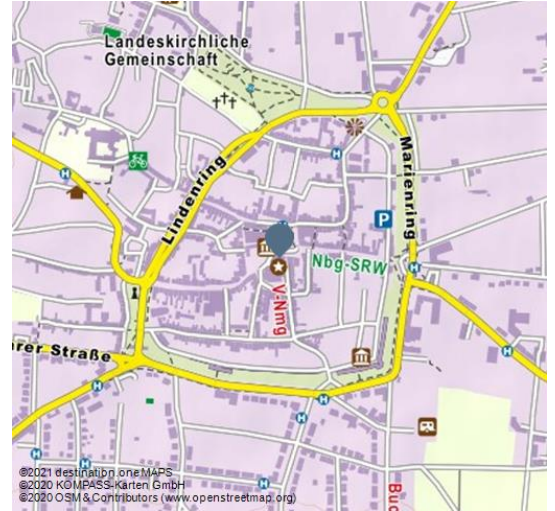 Landeskirchliche
Gemeinschaft
Lindenring
Marienring
H
H
P
Nbg-SRW
H
V-Nmg
H
H
rer Straße
H
H
H
Buc
©2021 destination.one MAPS
©2020 KOMPASS-Karten GmbH
©2020 OSM & Contributors (www.openstreetmap.org)